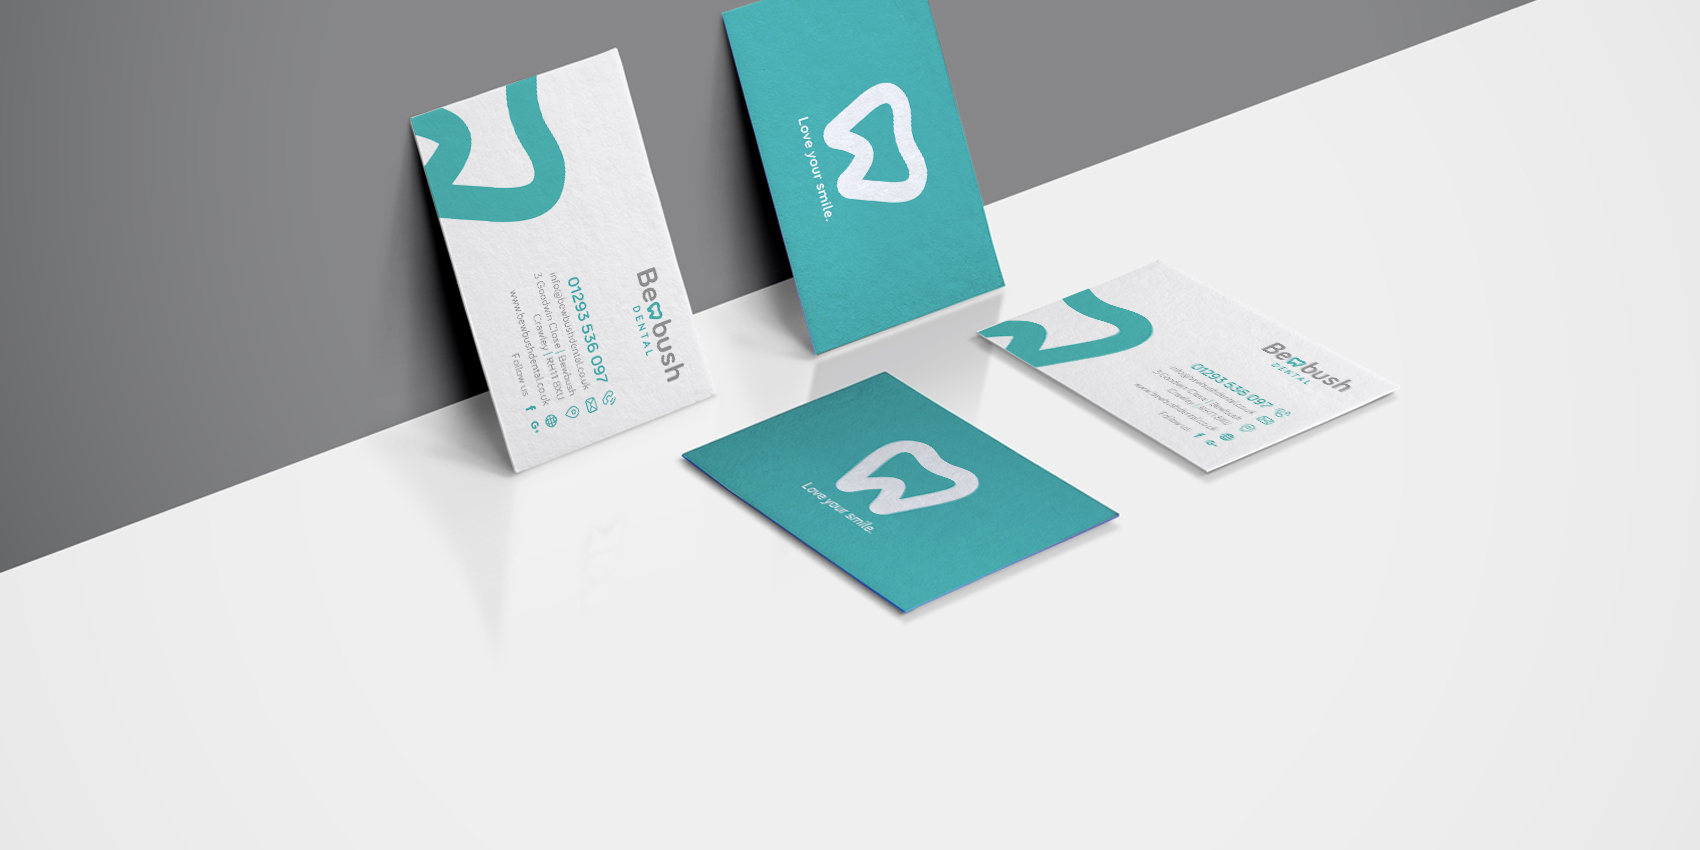 Bewbush
DENTAL
01293 536 097
info@bewbushdental.co.uk
3 Goodwin Close | Bewbush
Crawley | RH11 8XU
www.bewbushdental.co.uk
Follow us f G+
Love your smile.
Bewbush
DENTAL
01293 536 097
info@bewbushdental.co.uk
3 Goodwin Close | Bewbush
Crawley | RH11 8XU
www.bewbushdental.co.uk
Follow us f G+
Love your smile.